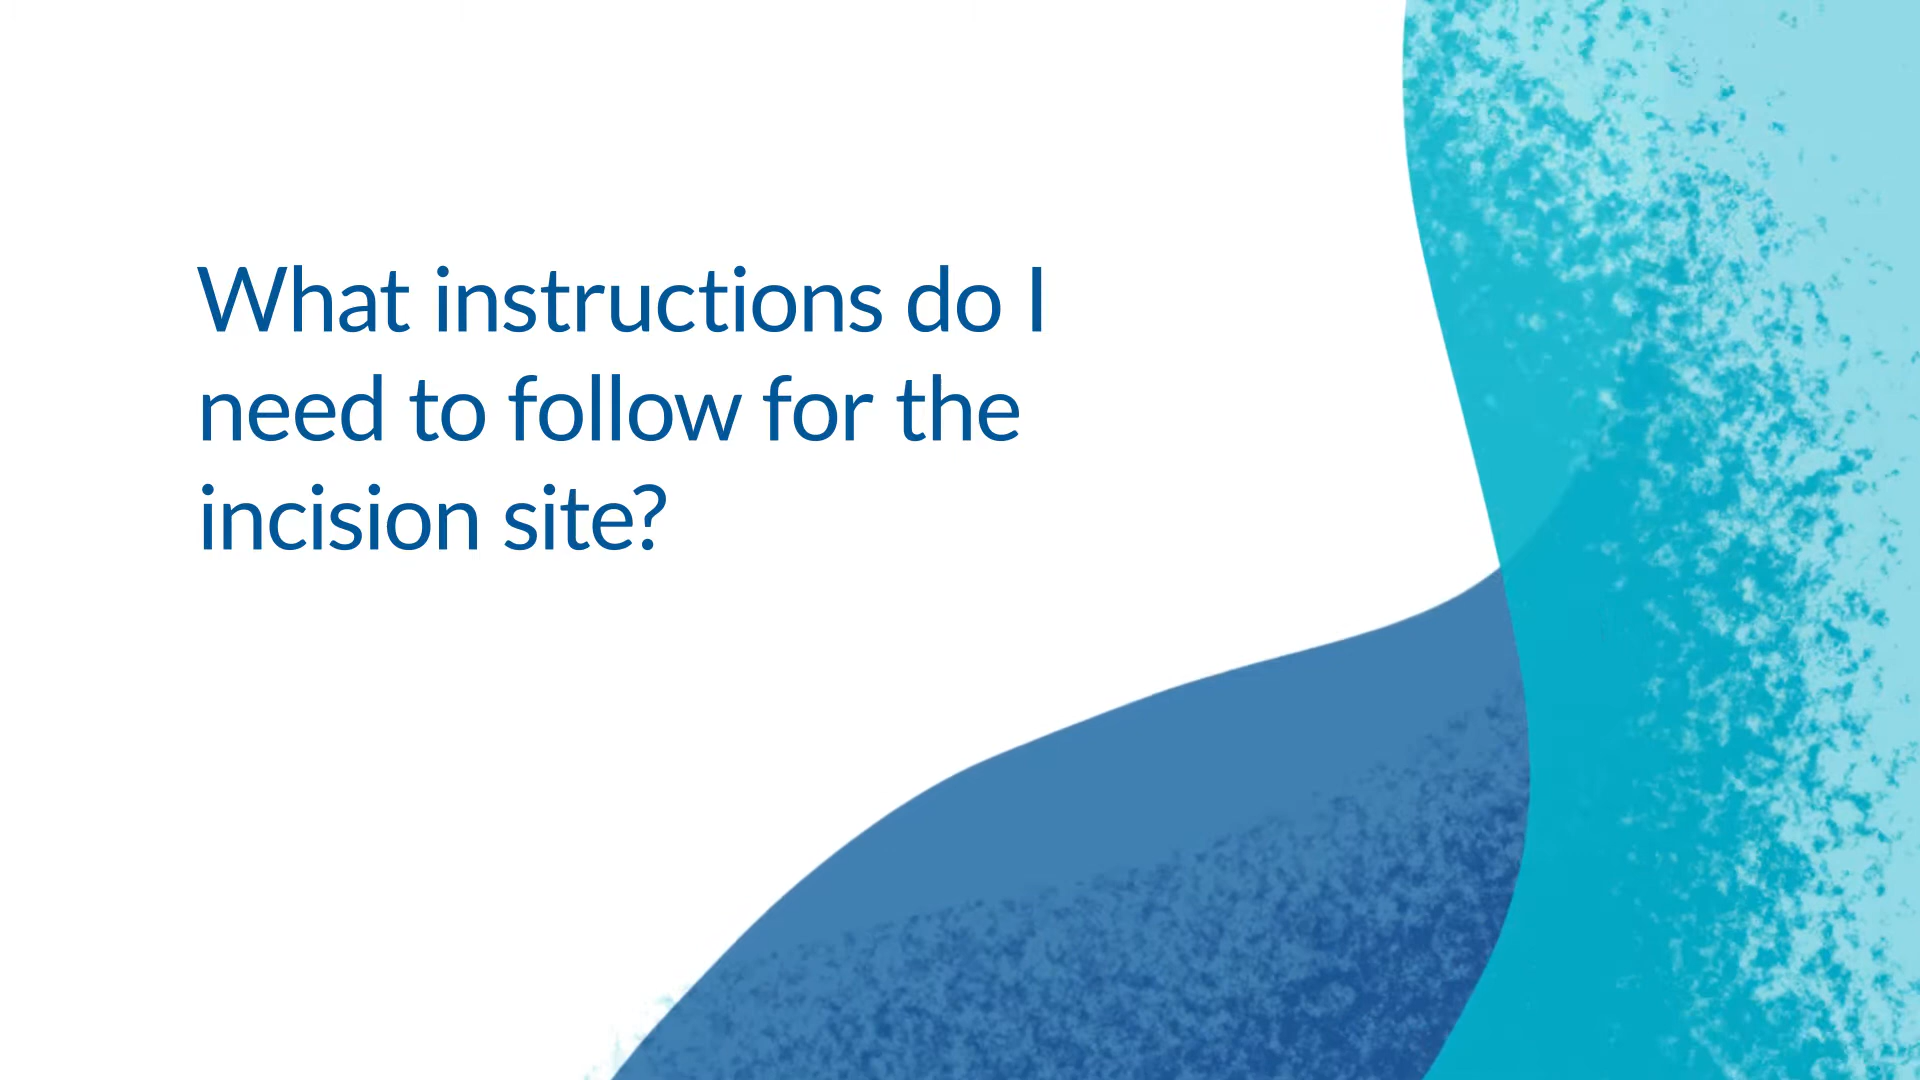 What instructions do I
need to follow for the
incision site?